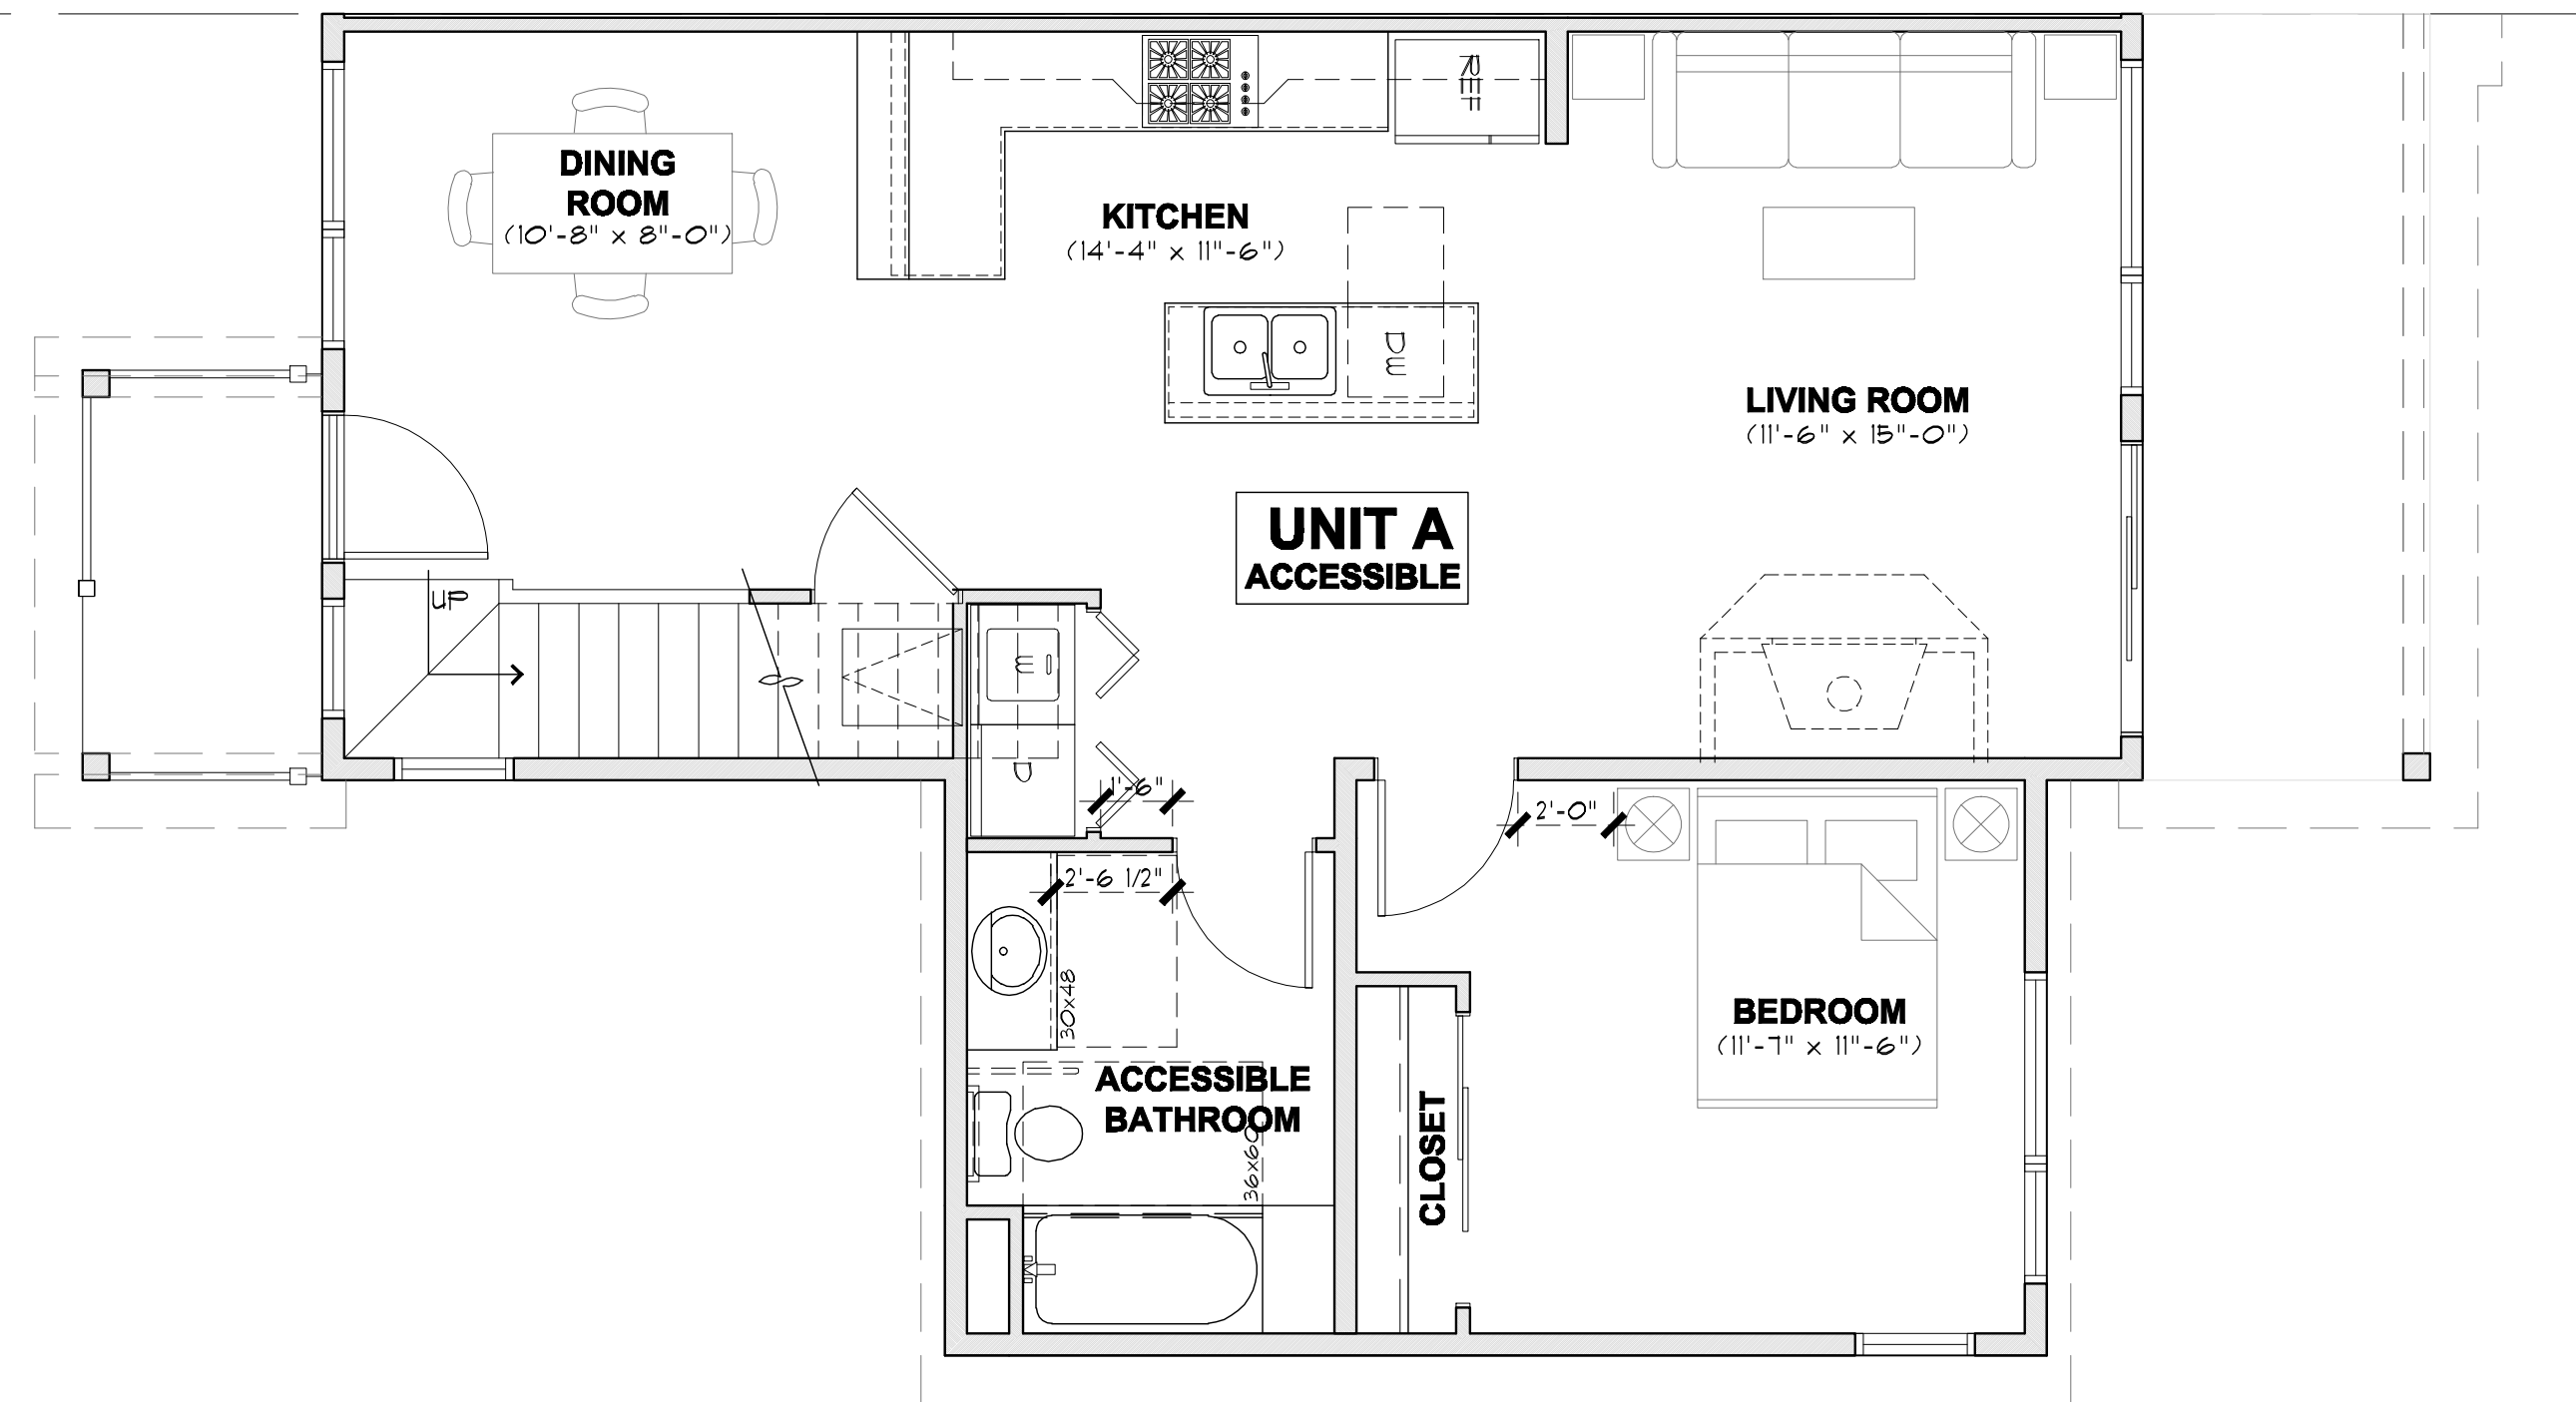 REF
DINING
ROOM
(10'-8" x 8'-0")
KITCHEN
(14'-4" x 11"-6")
DW
LIVING ROOM
(11'-6" x 15"-0")
UNIT A
ACCESSIBLE
UP
W
D
1'-6"
2'-0"
2'-6 1/2"
30x48
BEDROOM
(11'-7" x 11"-6")
ACCESSIBLE
BATHROOM
36x60
CLOSET